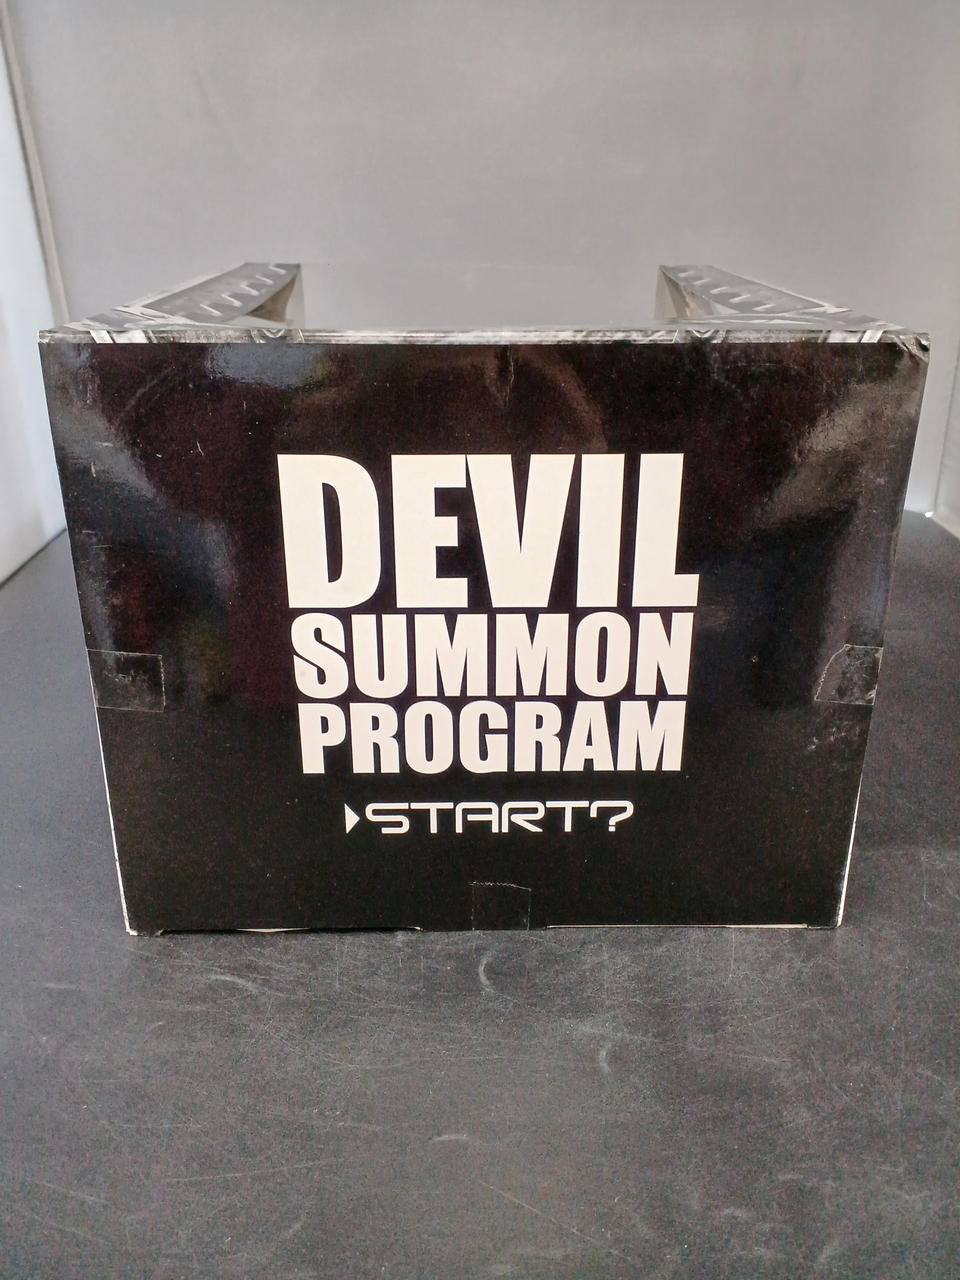 DEVIL
SUMMON
PROGRAM
▶START?